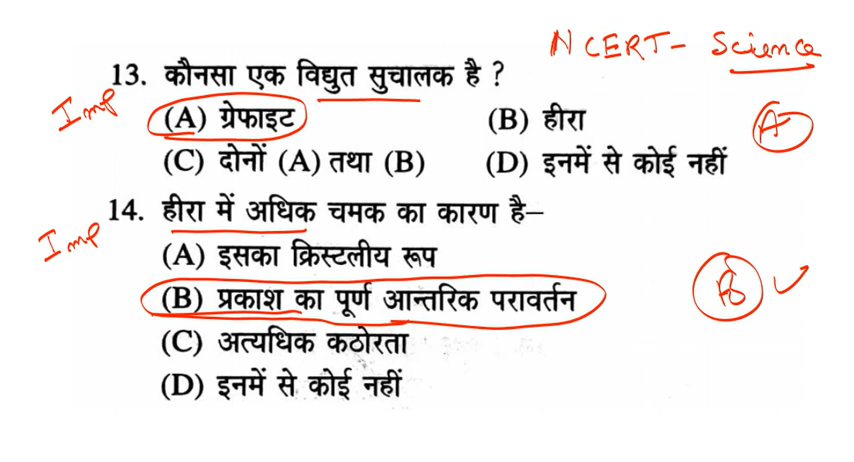 NCERT - Science
13. कौनसा एक विद्युत सुचालक है ?
Imp
(A) ग्रेफाइट (B) हीरा
A
(C) दोनों (A) तथा (B) (D) इनमें से कोई नहीं
14. हीरा में अधिक चमक का कारण है–
Imp
(A) इसका क्रिस्टलीय रूप
(B) प्रकाश का पूर्ण आन्तरिक परावर्तन
B
(C) अत्यधिक कठोरता
(D) इनमें से कोई नहीं